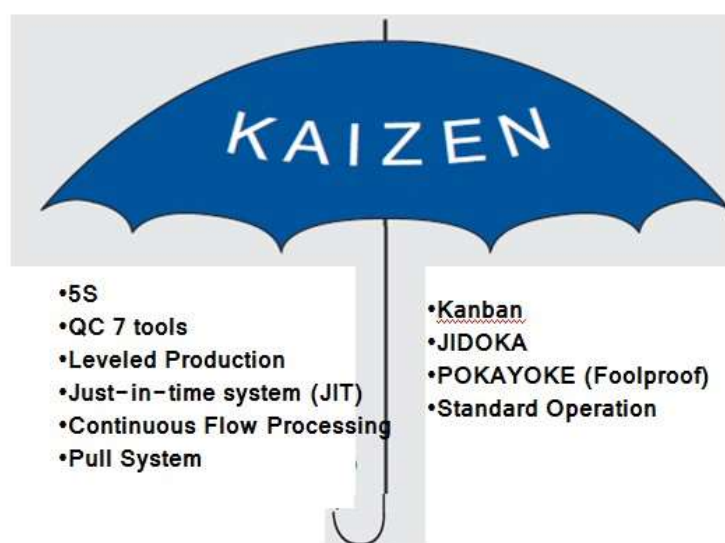 KAIZEN
•5S
•QC 7 tools
•Leveled Production
•Just-in-time system (JIT)
•Continuous Flow Processing
•Pull System
•Kanban
•JIDOKA
•POKAYOKE (Foolproof)
•Standard Operation